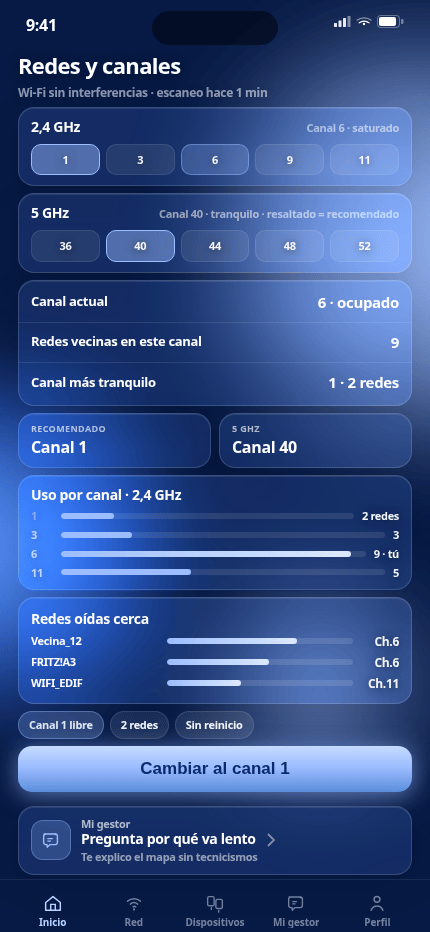 9:41
Redes y canales
Wi-Fi sin interferencias · escaneo hace 1 min
2,4 GHz Canal 6 · saturado
1 3 6 9 11
5 GHz Canal 40 · tranquilo · resaltado = recomendado
36 40 44 48 52
Canal actual 6 · ocupado
Redes vecinas en este canal 9
Canal más tranquilo 1 · 2 redes
RECOMENDADO 5 GHZ
Canal 1 Canal 40
Uso por canal · 2,4 GHz
1 2 redes
3 3
6 9 · tú
11 5
Redes oídas cerca
Vecina_12 Ch.6
FRITZ!A3 Ch.6
WIFI_EDIF Ch.11
Canal 1 libre 2 redes Sin reinicio
Cambiar al canal 1
Mi gestor
Pregunta por qué va lento
Te explico el mapa sin tecnicismos
Inicio Red Dispositivos Mi gestor Perfil